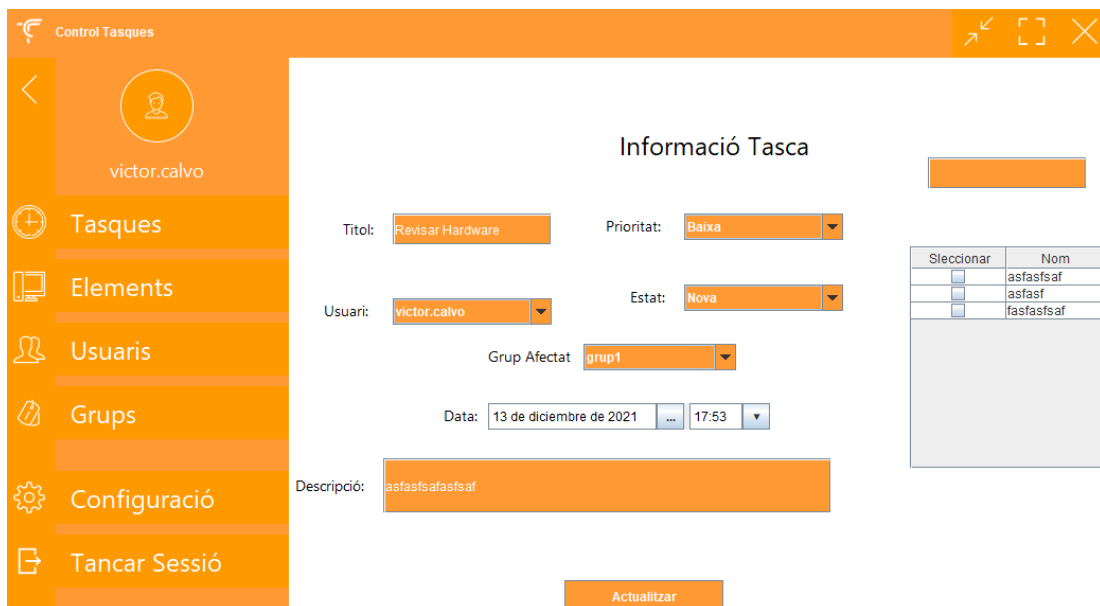 Control Tasques
victor.calvo
Tasques
Elements
Usuaris
Grups
Configuració
Tancar Sessió
Informació Tasca
Titol: Revisar Hardware
Prioritat: Baixa
Usuari: victor.calvo
Estat: Nova
Grup Afectat grup1
Data: 13 de diciembre de 2021 ... 17:53
Descripció: asfasfsafasfsaf
Actualitzar
Sleccionar Nom
asfasfsaf
asfasf
fasfasfsaf